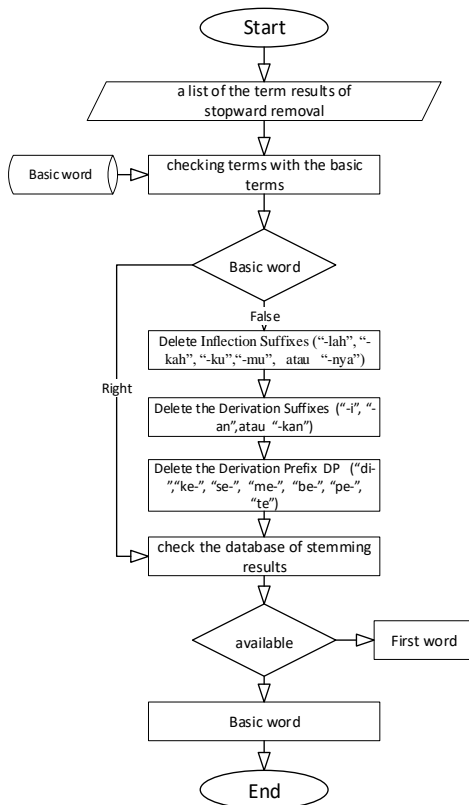 Start
a list of the term results of
stopward removal
Basic word
checking terms with the basic
terms
Basic word
False
Right
Delete Inflection Suffixes (“-lah”, “-
kah”, “-ku”,“-mu”, atau “-nya”)
Delete the Derivation Suffixes (“-i”, “-
an”,atau “-kan”)
Delete the Derivation Prefix DP (“di-
”,“ke-”, “se-”, “me-”, “be-”, “pe-”,
“te”)
check the database of stemming
results
available
First word
Basic word
End